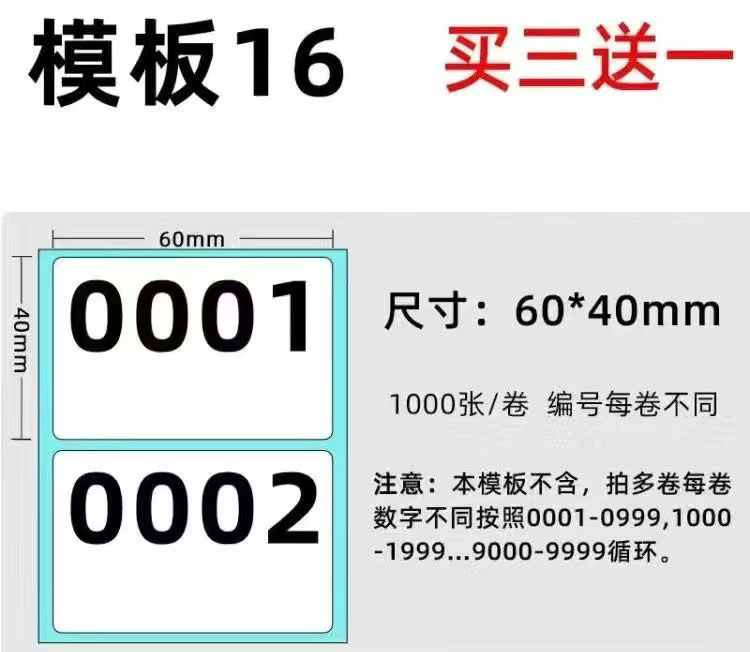 模板16
买三送一
60mm
40mm
0001
0002
尺寸：60*40mm
1000张/卷 编号每卷不同
注意：本模板不含，拍多卷每卷
数字不同按照0001-0999,1000
-1999...9000-9999循环。